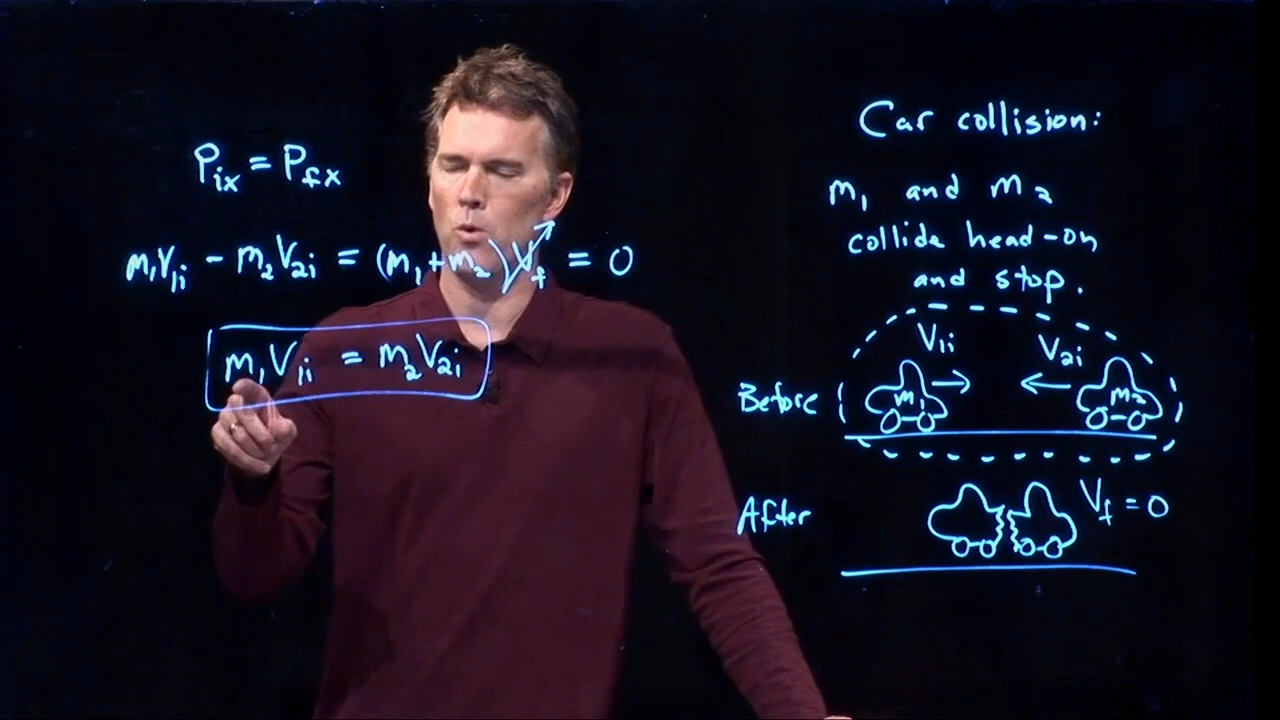 Pix = Pfx
m₁V₁ᵢ - m₂V₂ᵢ = (m₁+m₂)Vf = 0
m₁V₁ᵢ = m₂V₂ᵢ
Car collision:
m₁ and m₂
collide head-on
and stop.
V₁ᵢ V₂ᵢ
Before m₁ m₂
After Vf = 0